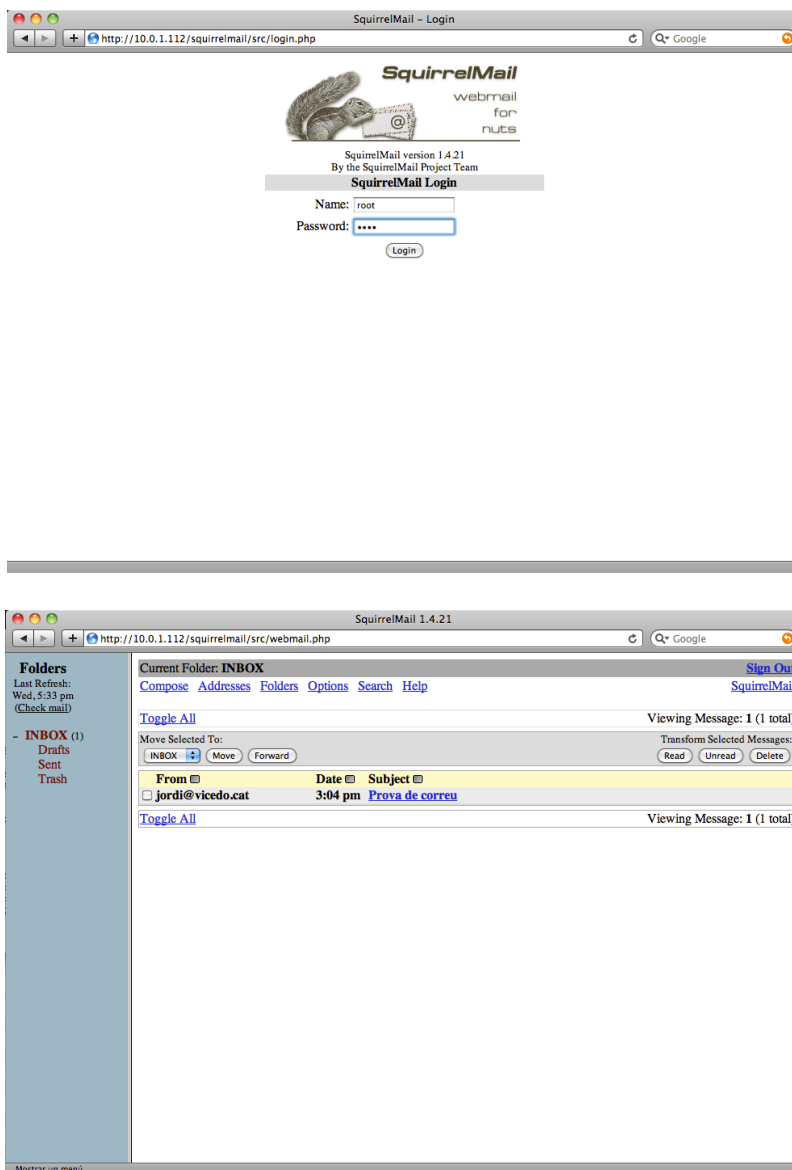 SquirrelMail – Login
http://10.0.1.112/squirrelmail/src/login.php
Google
SquirrelMail
webmail
for
nuts
@
SquirrelMail version 1.4.21
By the SquirrelMail Project Team
SquirrelMail Login
Name: root
Password: ••••
Login
SquirrelMail 1.4.21
http://10.0.1.112/squirrelmail/src/webmail.php
Google
Folders
Last Refresh:
Wed, 5:33 pm
(Check mail)
– INBOX (1)
Drafts
Sent
Trash
Current Folder: INBOX Sign Ou
Compose Addresses Folders Options Search Help SquirrelMai
Toggle All Viewing Message: 1 (1 total)
Move Selected To: Transform Selected Messages:
INBOX Move Forward Read Unread Delete
From Date Subject
jordi@vicedo.cat 3:04 pm Prova de correu
Toggle All Viewing Message: 1 (1 total)
Mostrar un menú